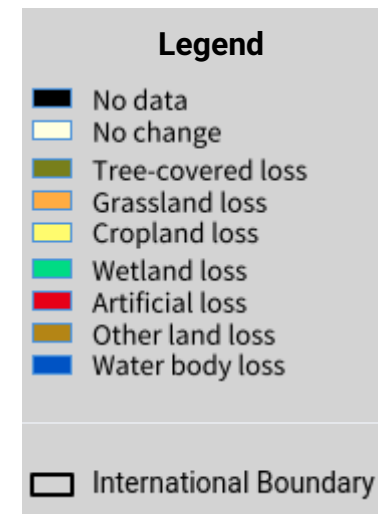 Legend
No data
No change
Tree-covered loss
Grassland loss
Cropland loss
Wetland loss
Artificial loss
Other land loss
Water body loss
International Boundary